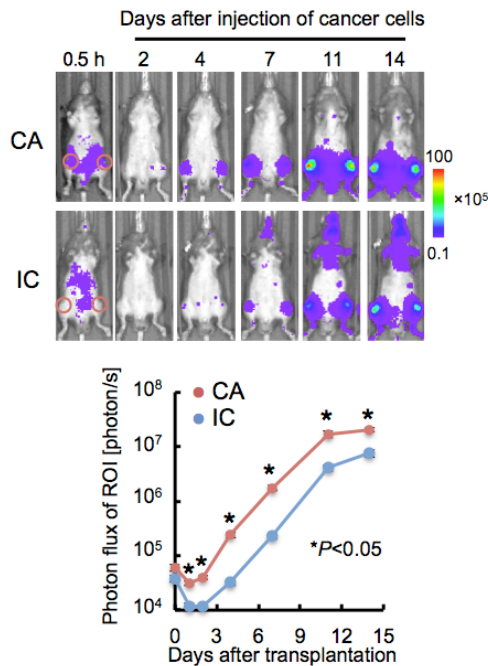 Days after injection of cancer cells
0.5 h 2 4 7 11 14
CA
100
×10⁵
0.1
IC
Photon flux of ROI [photon/s]
10⁸
10⁷
10⁶
10⁵
10⁴
CA
IC
* * * * * *
*P<0.05
0 3 6 9 12 15
Days after transplantation